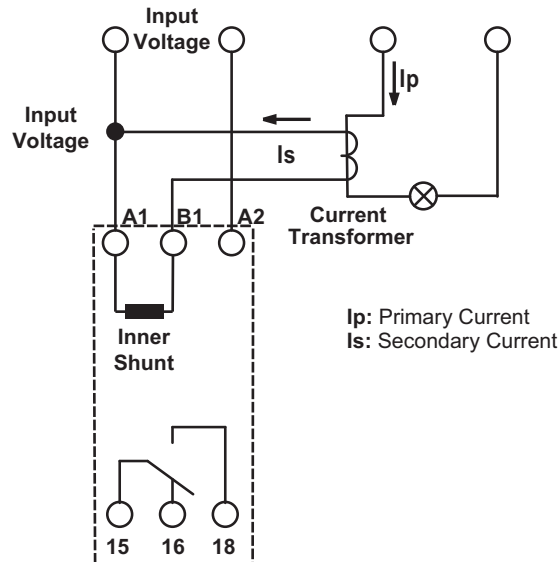 Input
Voltage
Ip
Input
Voltage
Is
A1 B1 A2
Current
Transformer
Inner
Shunt
Ip: Primary Current
Is: Secondary Current
15 16 18